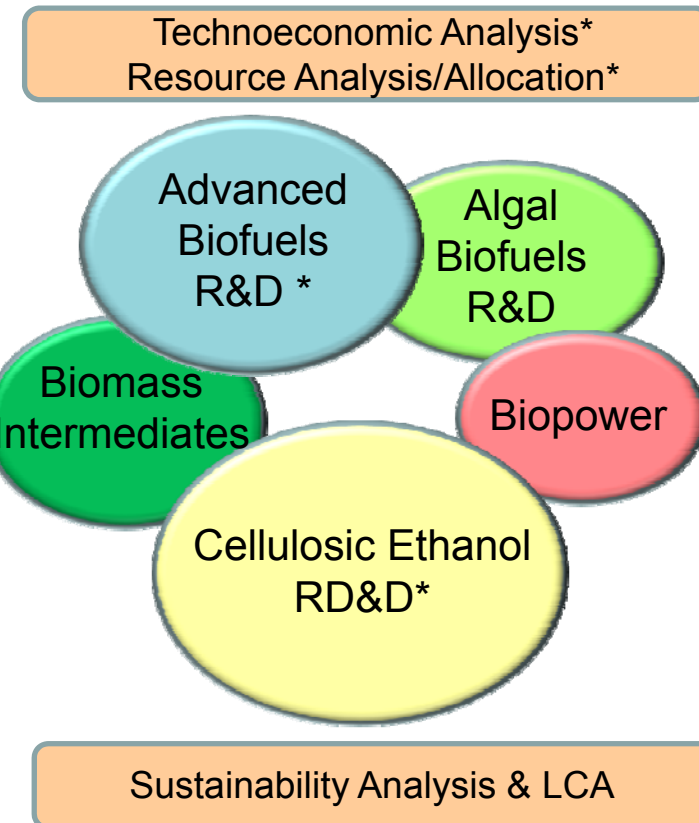 Technoeconomic Analysis*
Resource Analysis/Allocation*
Advanced
Biofuels
R&D *
Algal
Biofuels
R&D
Biomass
Intermediates
Biopower
Cellulosic Ethanol
RD&D*
Sustainability Analysis & LCA